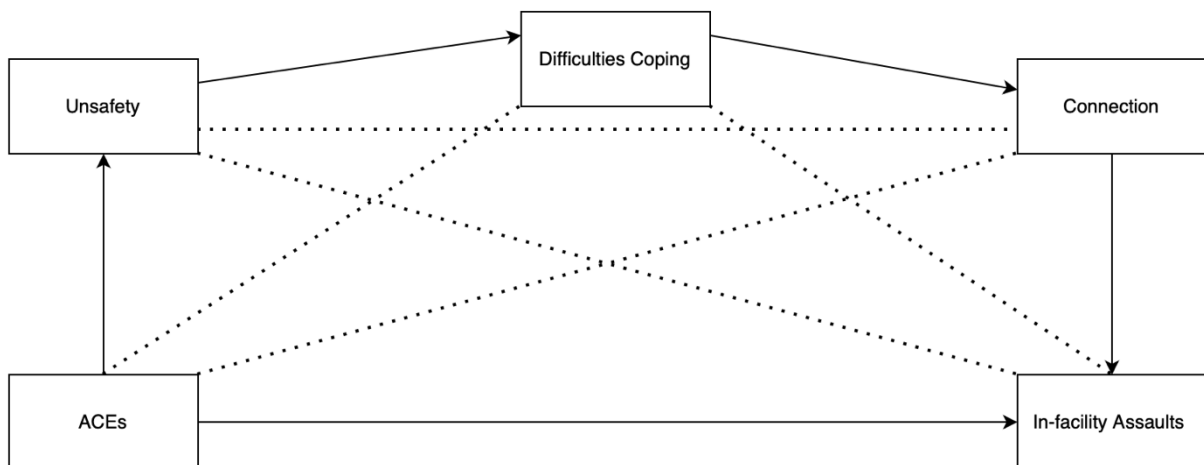 Difficulties Coping
Unsafety
Connection
ACEs
In-facility Assaults